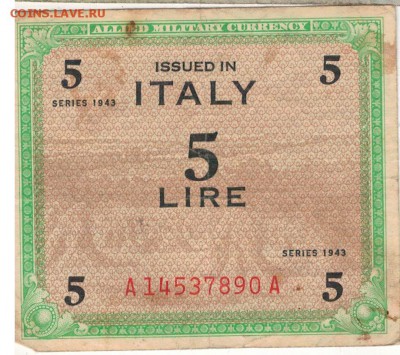 COINS.LAVE.RU
ALLIED MILITARY CURRENCY
5 ISSUED IN 5
SERIES 1943 ITALY
5
LIRE
SERIES 1943
5 A14537890A 5